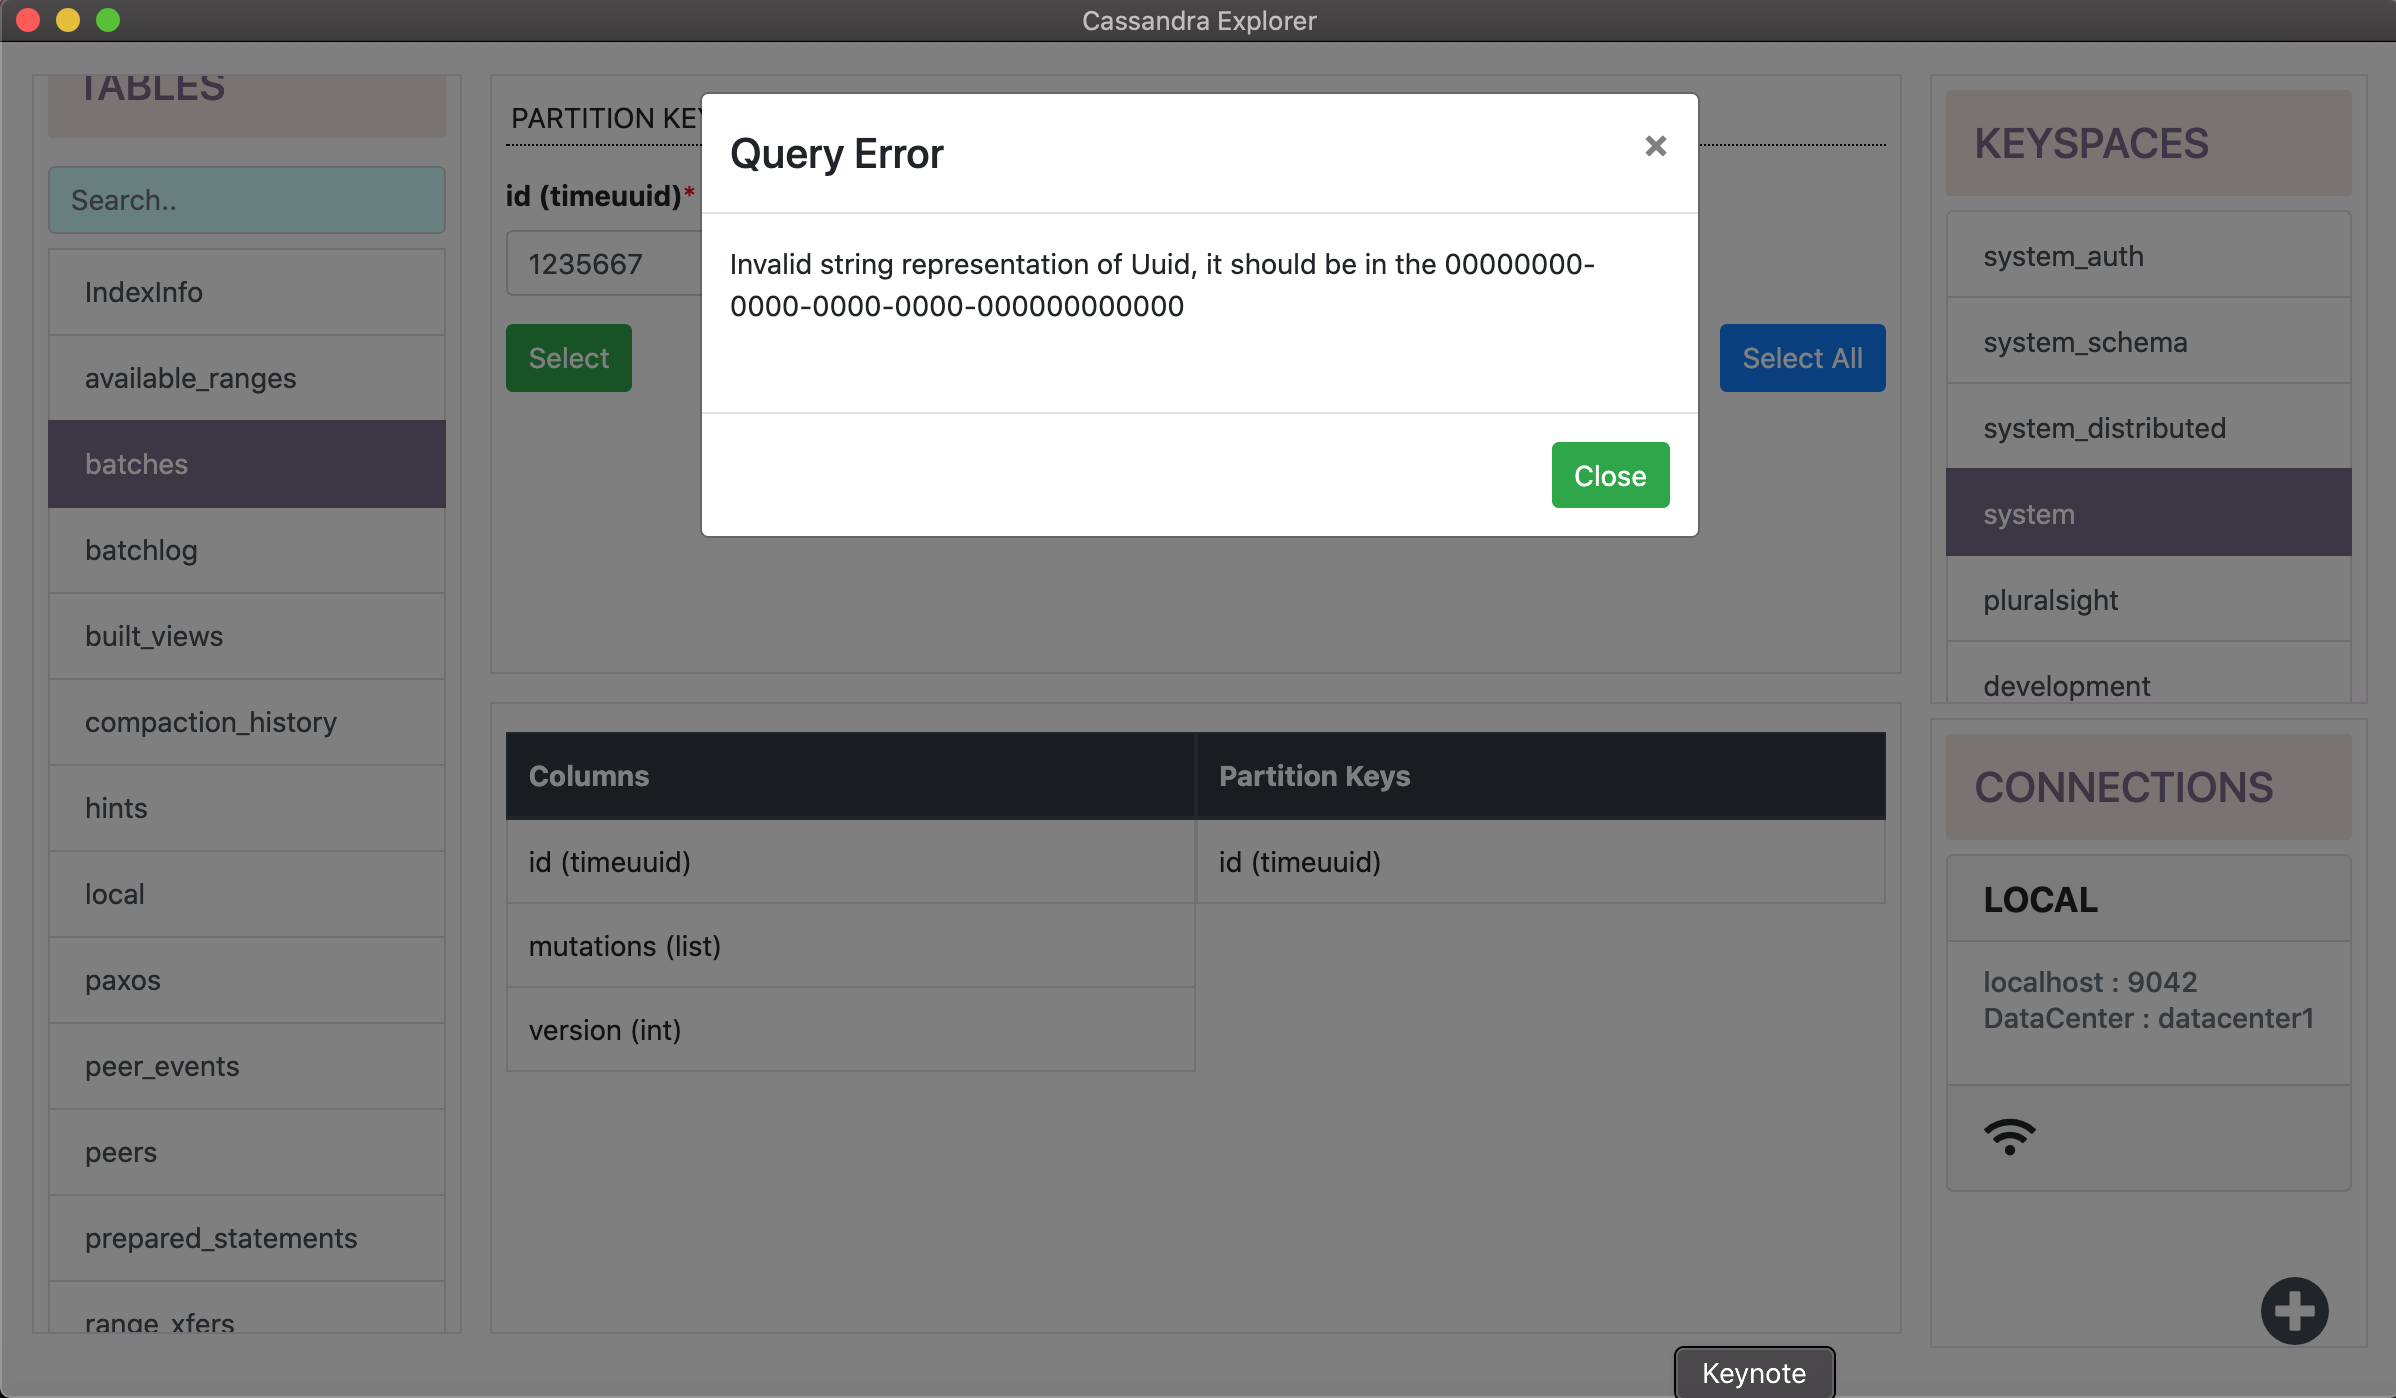 Cassandra Explorer
TABLES
Search..
IndexInfo
available_ranges
batches
batchlog
built_views
compaction_history
hints
local
paxos
peer_events
peers
prepared_statements
range_xfers
PARTITION KEY
id (timeuuid)*
1235667
Select
Select All
Query Error
×
Invalid string representation of Uuid, it should be in the 00000000-
0000-0000-0000-000000000000
Close
Columns
Partition Keys
id (timeuuid)
id (timeuuid)
mutations (list)
version (int)
KEYSPACES
system_auth
system_schema
system_distributed
system
pluralsight
development
CONNECTIONS
LOCAL
localhost : 9042
DataCenter : datacenter1
Keynote